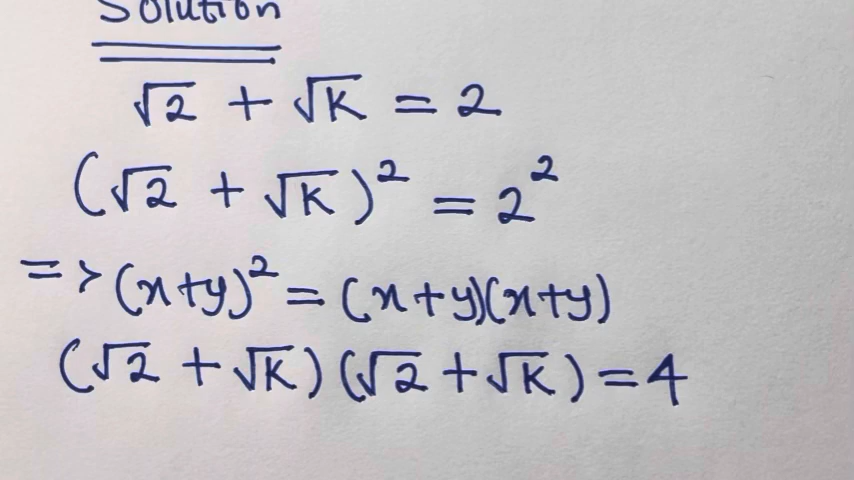 Solution
√2 + √K = 2
(√2 + √K)² = 2²
=> (x+y)² = (x+y)(x+y)
(√2 + √K)(√2 + √K) = 4